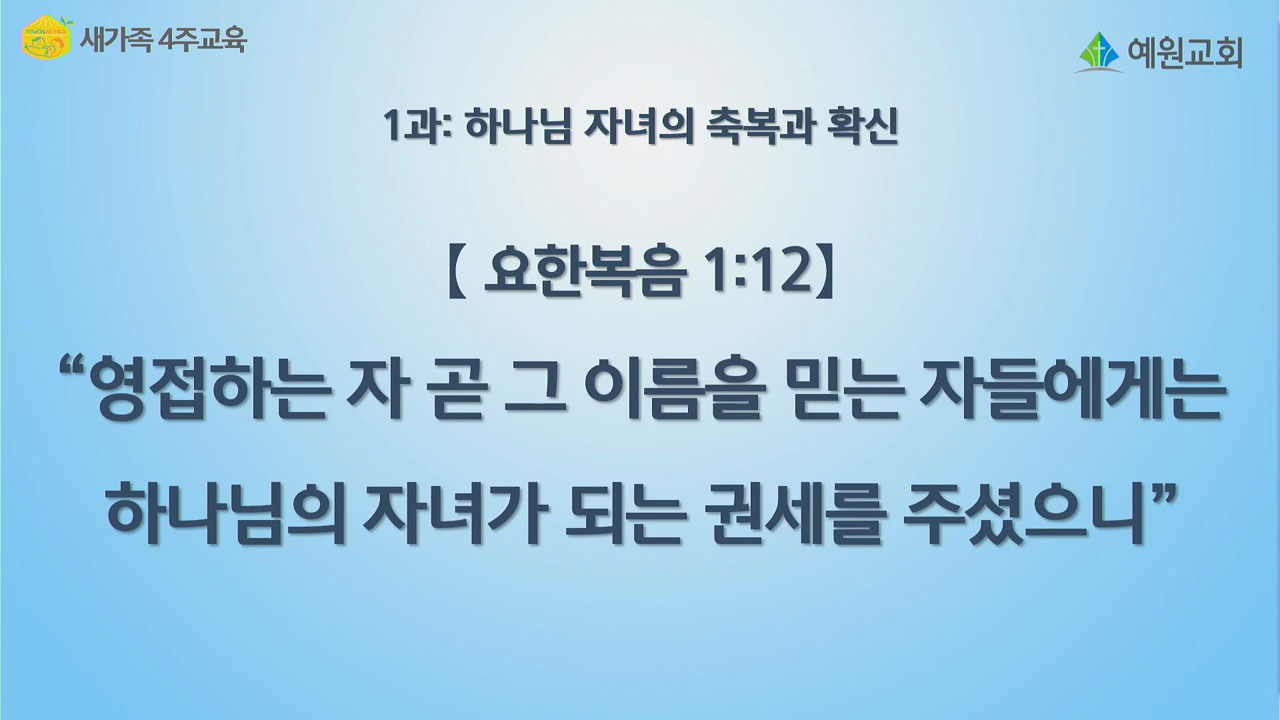 새가족 4주교육
예원교회
1과: 하나님 자녀의 축복과 확신
【 요한복음 1:12】
“영접하는 자 곧 그 이름을 믿는 자들에게는
하나님의 자녀가 되는 권세를 주셨으니”